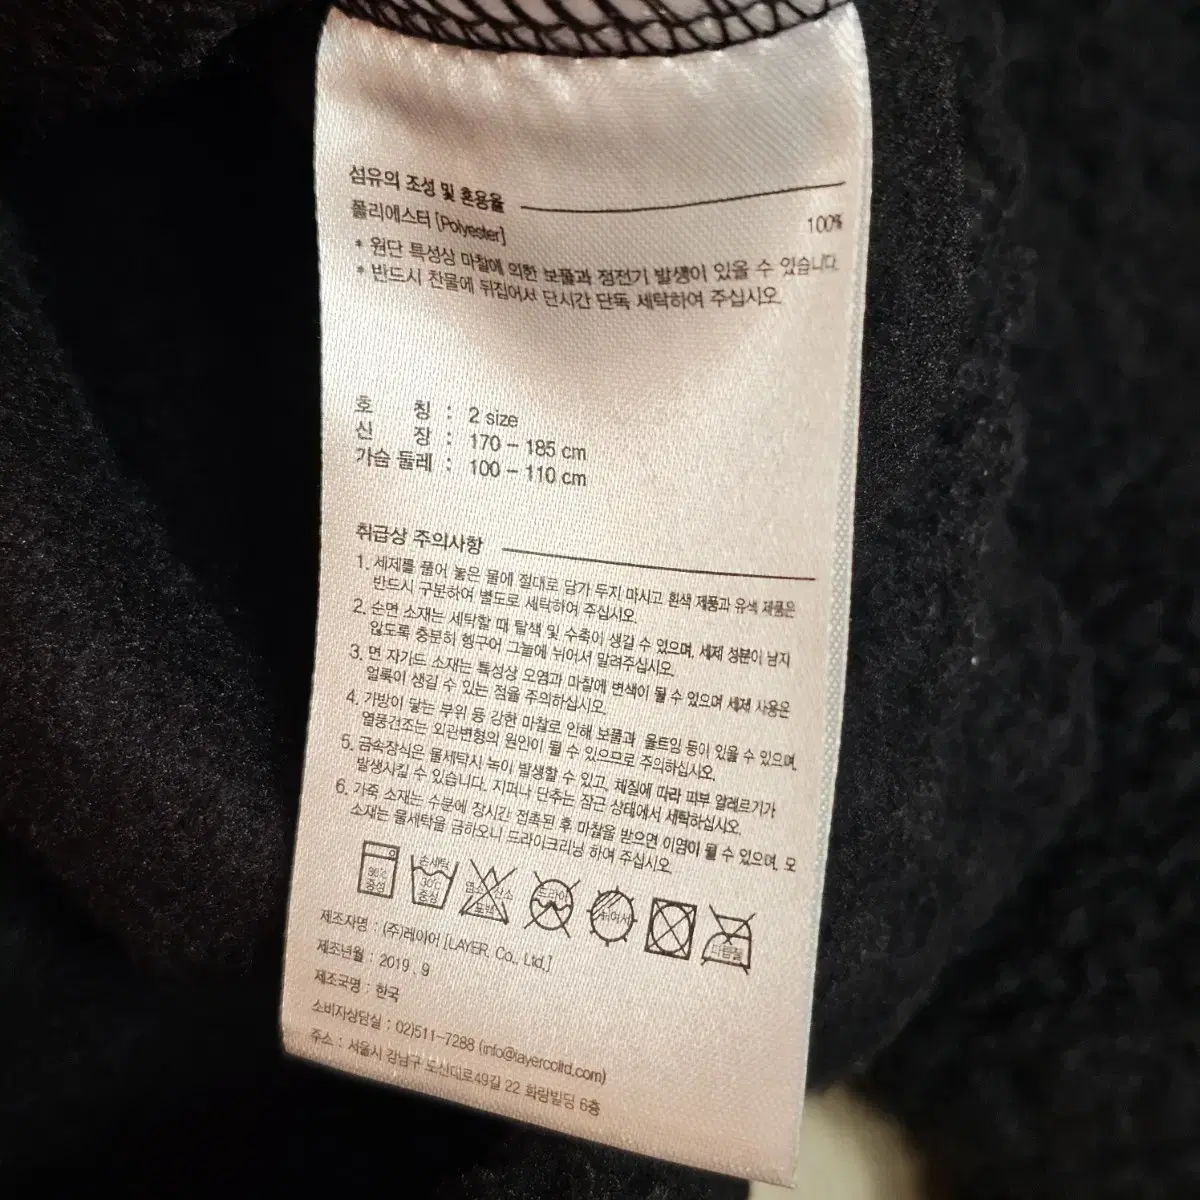 섬유의 조성 및 혼용율
폴리에스터 [Polyester] 100%
* 원단 특성상 마찰에 의한 보풀과 정전기 발생이 있을 수 있습니다.
* 반드시 찬물에 뒤집어서 단시간 단독 세탁하여 주십시오.
호 칭 : 2 size
신 장 : 170 - 185 cm
가슴 둘레 : 100 - 110 cm
취급상 주의사항
1. 세제를 풀어 놓은 물에 절대로 담가 두지 마시고 흰색 제품과 유색 제품은
반드시 구분하여 별도로 세탁하여 주십시오.
2. 순면 소재는 세탁할 때 탈색 및 수축이 생길 수 있으며, 세제 성분이 남지
않도록 충분히 헹구어 그늘에 뉘어서 말려주십시오.
3. 면 자가드 소재는 특성상 오염과 마찰에 변색이 될 수 있으며 세제 사용은
얼룩이 생길 수 있는 점을 주의하십시오.
4. 가방이 닿는 부위 등 강한 마찰로 인해 보풀과 올트임 등이 있을 수 있으며,
열풍건조는 외관변형의 원인이 될 수 있으므로 주의하십시오.
5. 금속장식은 물세탁시 녹이 발생할 수 있고, 체질에 따라 피부 알레르기가
발생시킬 수 있습니다. 지퍼나 단추는 잠근 상태에서 세탁하십시오.
6. 가죽 소재는 수분에 장시간 접촉된 후 마찰을 받으면 이염이 될 수 있으며, 모
소재는 물세탁을 금하오니 드라이크리닝 하여 주십시오.
중성 손세탁 30℃ 중성 염소 산소 표백 드라이 뉘어서 다림질
제조자명 : (주)레이어 [LAYER. Co., Ltd.]
제조년월 : 2019 . 9
제조국명 : 한국
소비자상담실 : 02)511-7288 (info@layercoltd.com)
주소 : 서울시 강남구 도산대로49길 22 화랑빌딩 6층